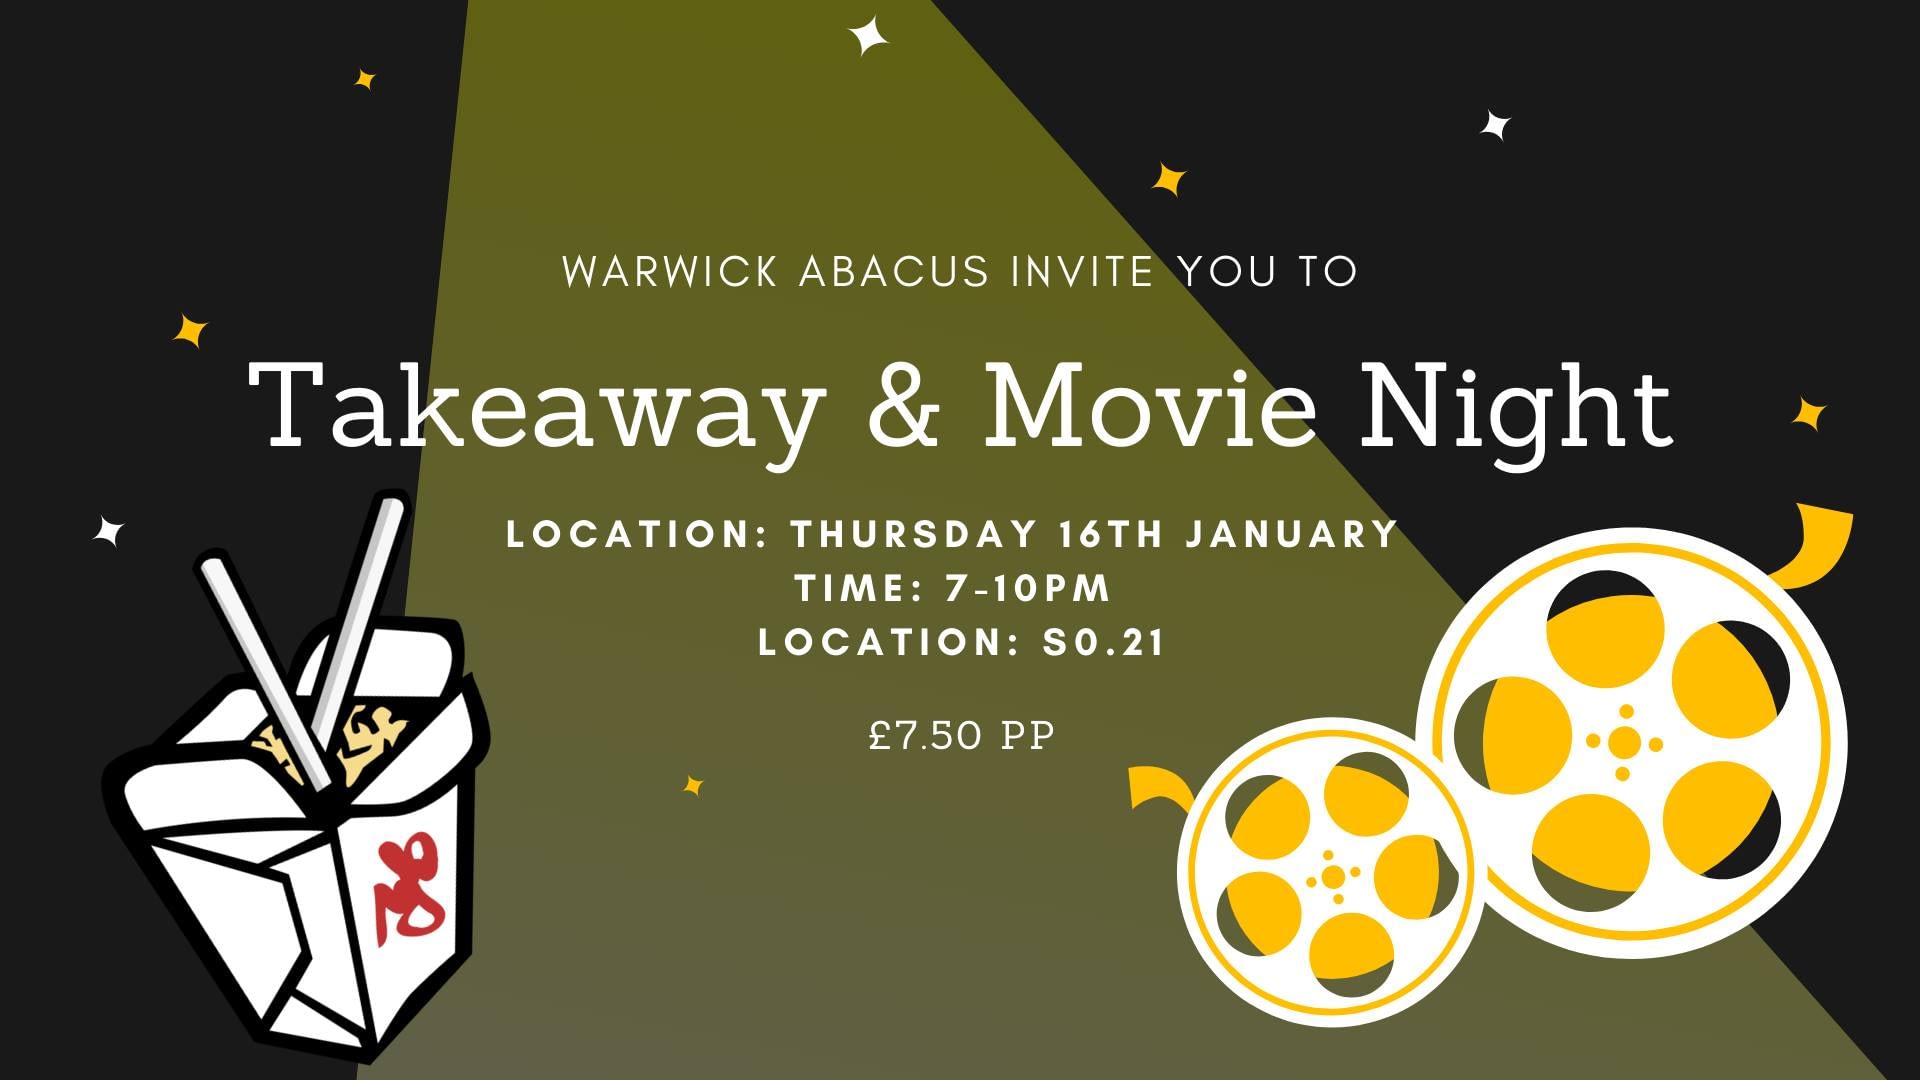 WARWICK ABACUS INVITE YOU TO
Takeaway & Movie Night
LOCATION: THURSDAY 16TH JANUARY
TIME: 7-10PM
LOCATION: S0.21
£7.50 PP